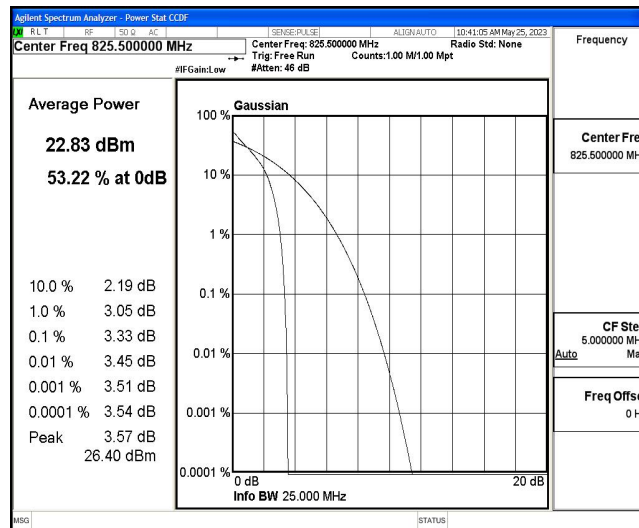 Agilent Spectrum Analyzer - Power Stat CCDF
RLT RF 50 Ω AC SENSE:PULSE ALIGNAUTO 10:41:05 AM May 25, 2023
Center Freq 825.500000 MHz
Center Freq: 825.500000 MHz Radio Std: None
Trig: Free Run Counts:1.00 M/1.00 Mpt
#IFGain:Low #Atten: 46 dB
Frequency
Average Power
22.83 dBm
53.22 % at 0dB
10.0 % 2.19 dB
1.0 % 3.05 dB
0.1 % 3.33 dB
0.01 % 3.45 dB
0.001 % 3.51 dB
0.0001 % 3.54 dB
Peak 3.57 dB
26.40 dBm
Gaussian
100 %
10 %
1 %
0.1 %
0.01 %
0.001 %
0.0001 %
0 dB 20 dB
Info BW 25.000 MHz
Center Fre
825.500000 MH
CF Ste
5.000000 MH
Auto Ma
Freq Offse
0 H
MSG STATUS